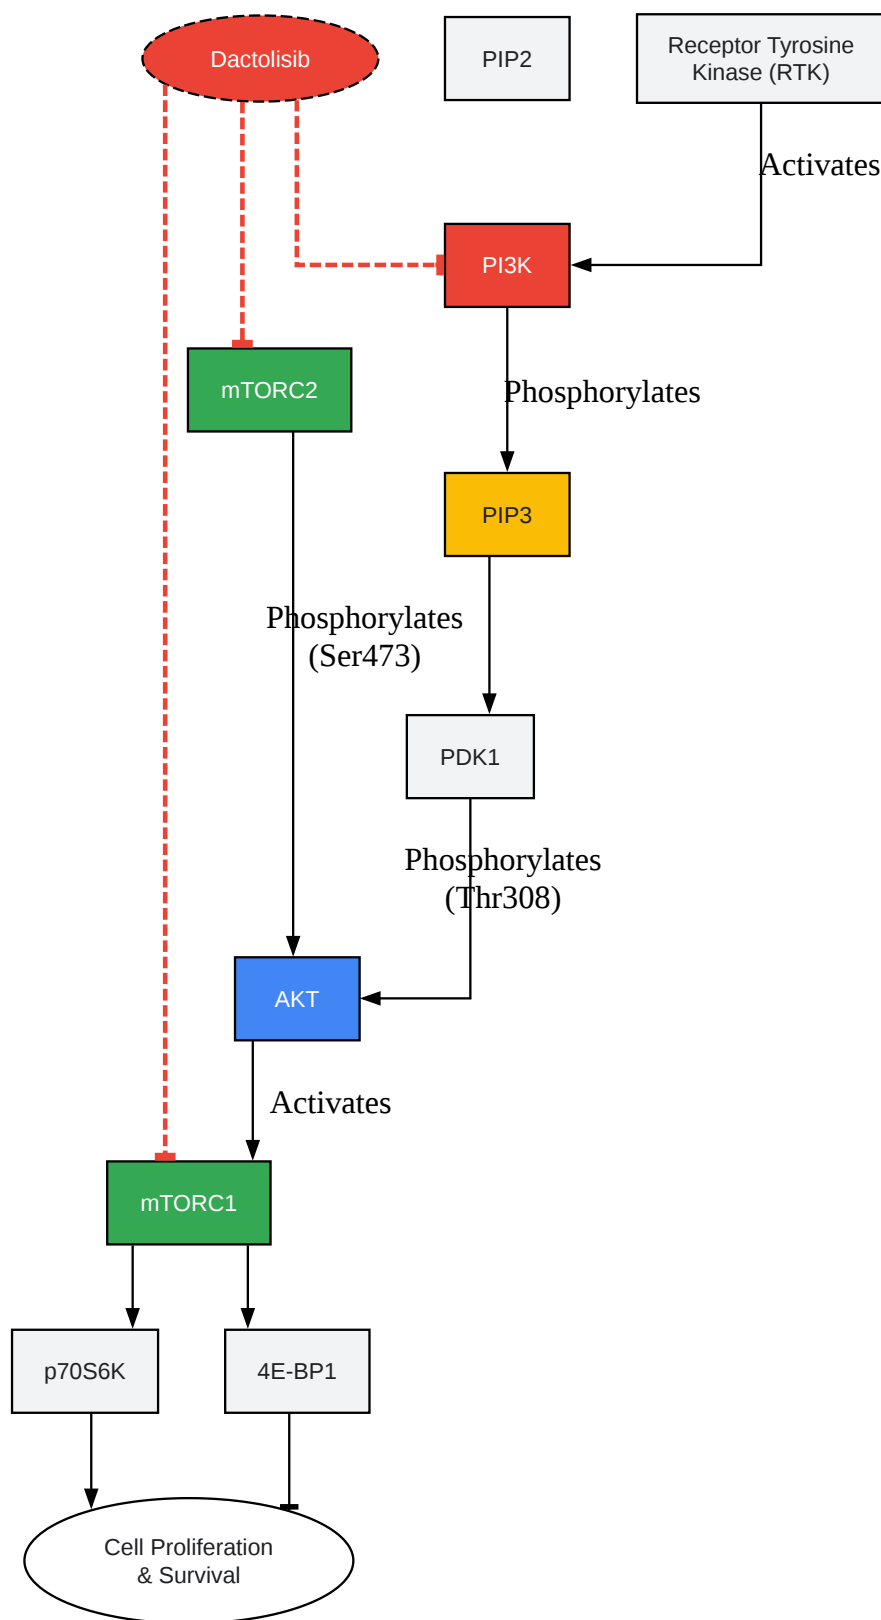 Dactolisib
PIP2
Receptor Tyrosine
Kinase (RTK)
Activates
PI3K
mTORC2
Phosphorylates
PIP3
Phosphorylates
(Ser473)
PDK1
Phosphorylates
(Thr308)
AKT
Activates
mTORC1
p70S6K
4E-BP1
Cell Proliferation
& Survival